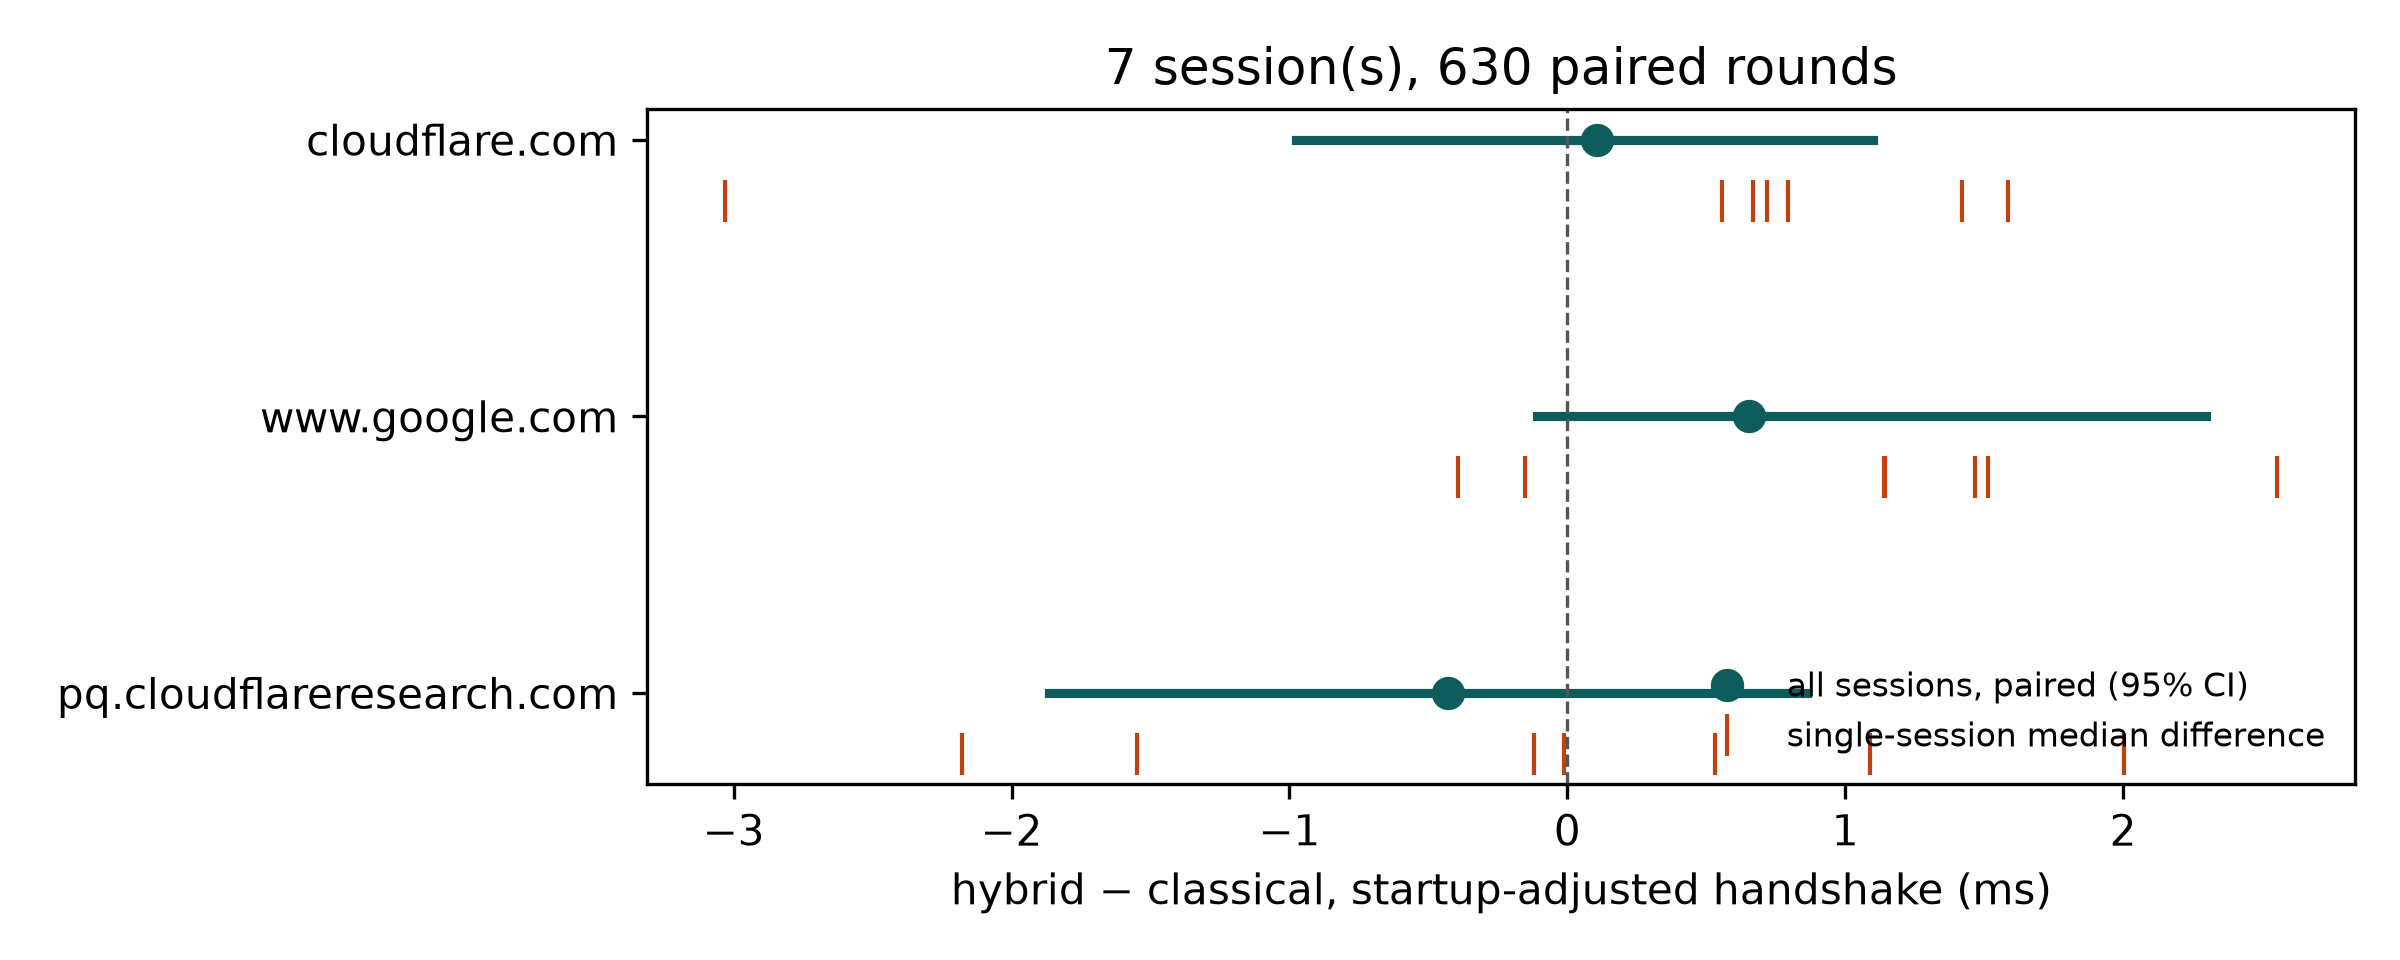 7 session(s), 630 paired rounds
cloudflare.com
www.google.com
pq.cloudflareresearch.com
all sessions, paired (95% CI)
single-session median difference
−3 −2 −1 0 1 2
hybrid − classical, startup-adjusted handshake (ms)